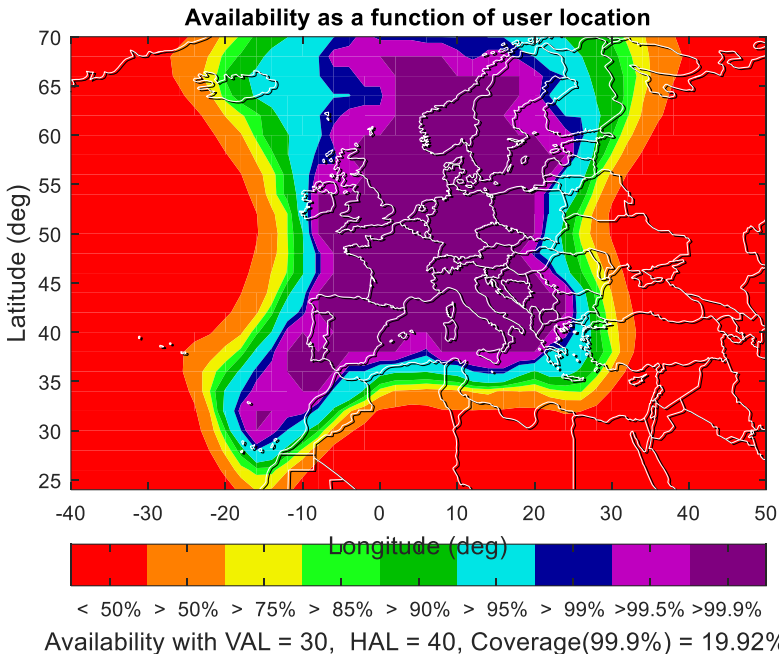 Availability as a function of user location
70
65
60
55
50
45
40
35
30
25
Latitude (deg)
-40 -30 -20 -10 0 10 20 30 40 50
Longitude (deg)
< 50% > 50% > 75% > 85% > 90% > 95% > 99% >99.5% >99.9%
Availability with VAL = 30, HAL = 40, Coverage(99.9%) = 19.92%